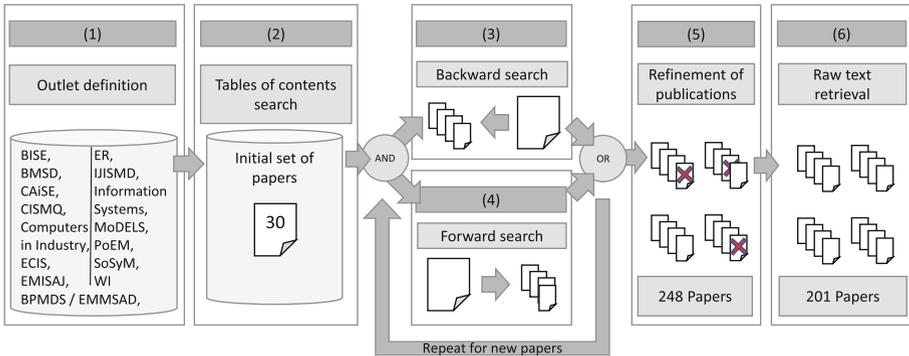 (1)
Outlet definition
BISE,
BMSD,
CAiSE,
CISMQ,
Computers
in Industry,
ECIS,
EMISAJ,
BPMDS / EMMSAD,
ER,
IJISMD,
Information
Systems,
MoDELS,
PoEM,
SoSyM,
WI
(2)
Tables of contents
search
Initial set of
papers
30
AND
(3)
Backward search
(4)
Forward search
OR
Repeat for new papers
(5)
Refinement of
publications
248 Papers
(6)
Raw text
retrieval
201 Papers